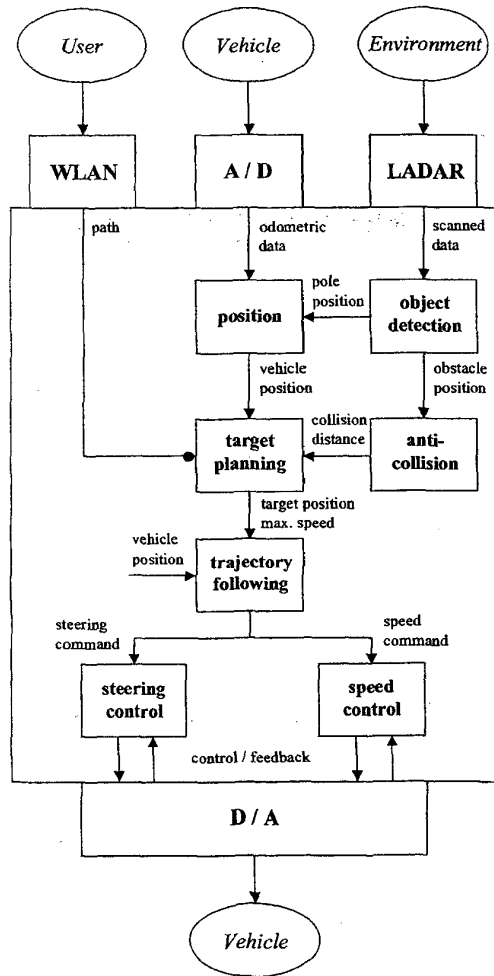 User
Vehicle
Environment
WLAN
A / D
LADAR
path
odometric
data
scanned
data
pole
position
position
object
detection
vehicle
position
obstacle
position
collision
distance
target
planning
anti-
collision
target position
max. speed
vehicle
position
trajectory
following
steering
command
speed
command
steering
control
speed
control
control / feedback
D / A
Vehicle